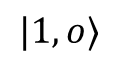 |1, o⟩